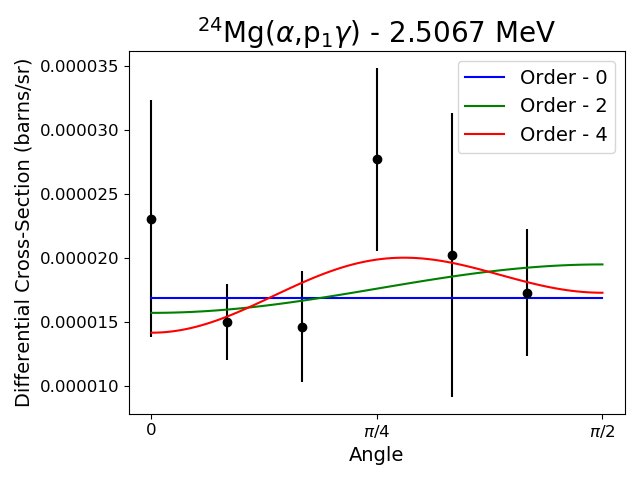 ²⁴Mg(α,p₁γ) - 2.5067 MeV
Differential Cross-Section (barns/sr)
0.000035
0.000030
0.000025
0.000020
0.000015
0.000010
Order - 0
Order - 2
Order - 4
0
π/4
π/2
Angle